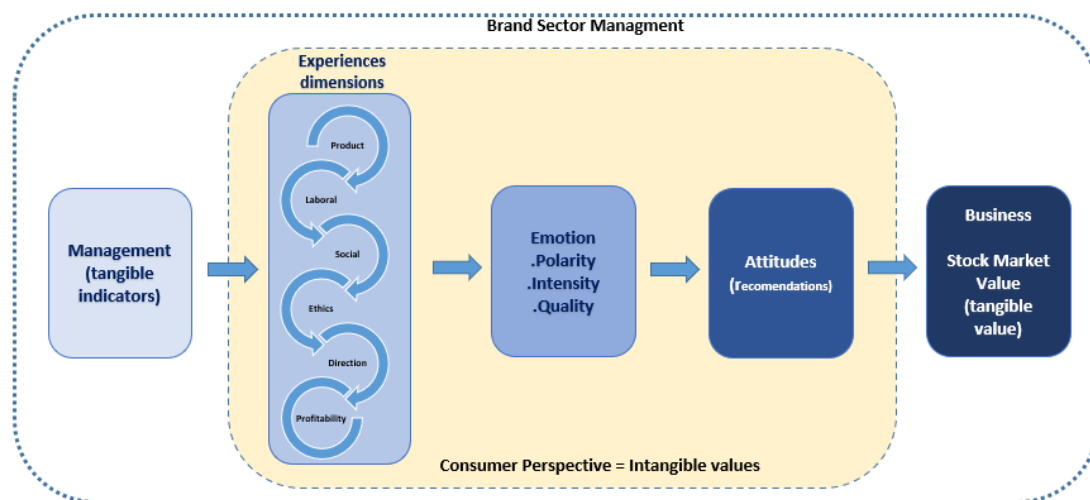 Brand Sector Managment
Experiences
dimensions
Product
Laboral
Social
Ethics
Direction
Profitability
Management
(tangible
indicators)
Emotion
.Polarity
.Intensity
.Quality
Attitudes
(recomendations)
Business
Stock Market
Value
(tangible
value)
Consumer Perspective = Intangible values